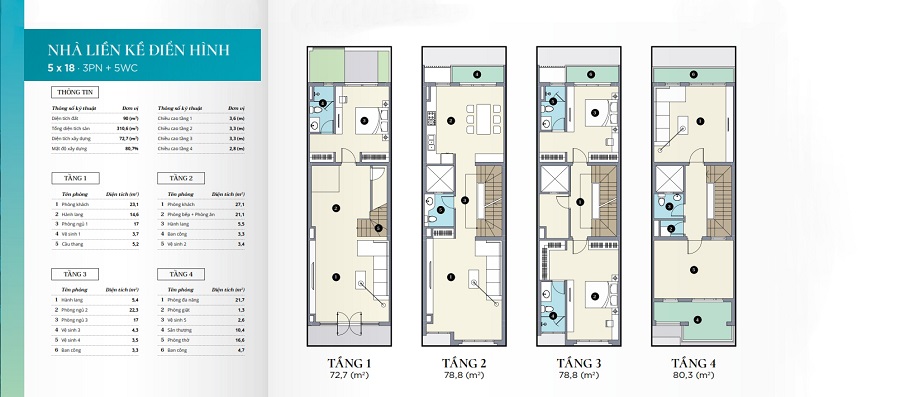 NHÀ LIỀN KỀ ĐIỂN HÌNH
5 x 18 - 3PN + 5WC
THÔNG TIN
Thông số kỹ thuật Đơn vị
Diện tích đất 90 (m²)
Tổng diện tích sàn 310,6 (m²)
Diện tích xây dựng 72,7 (m²)
Mật độ xây dựng 80,7%
Thông số kỹ thuật Đơn vị
Chiều cao tầng 1 3,6 (m)
Chiều cao tầng 2 3,3 (m)
Chiều cao tầng 3 3,3 (m)
Chiều cao tầng 4 2,8 (m)
TẦNG 1
Tên phòng Diện tích (m²)
1 Phòng khách 23,1
2 Hành lang 14,6
3 Phòng ngủ 1 17
4 Vệ sinh 1 3,7
5 Cầu thang 5,2
TẦNG 2
Tên phòng Diện tích (m²)
1 Phòng khách 27,1
2 Phòng bếp + Phòng ăn 21,1
3 Hành lang 5,5
4 Ban công 3,3
5 Vệ sinh 2 3,4
TẦNG 3
Tên phòng Diện tích (m²)
1 Hành lang 5,4
2 Phòng ngủ 2 22,3
3 Phòng ngủ 3 17
4 Vệ sinh 3 4,3
5 Vệ sinh 4 3,5
6 Ban công 3,3
TẦNG 4
Tên phòng Diện tích (m²)
1 Phòng đa năng 21,7
2 Phòng giặt 1,3
3 Vệ sinh 5 2,6
4 Sân thượng 10,4
5 Phòng thờ 16,6
6 Ban công 4,7
TẦNG 1
72,7 (m²)
TẦNG 2
78,8 (m²)
TẦNG 3
78,8 (m²)
TẦNG 4
80,3 (m²)